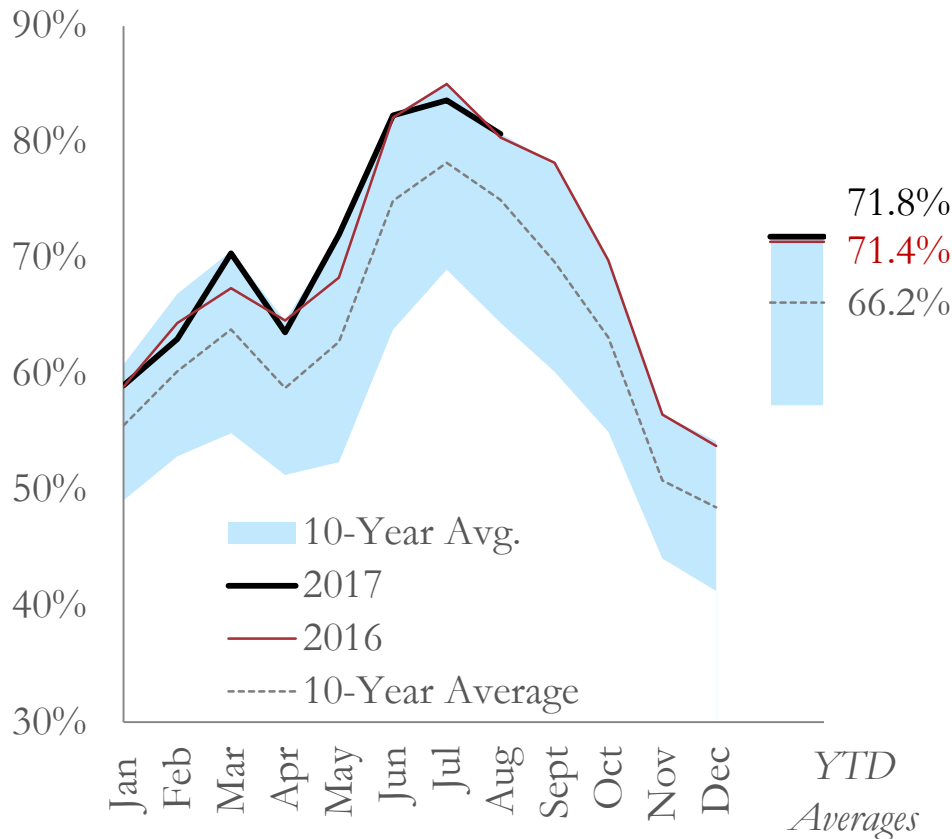 90%
80%
70%
60%
50%
40%
30%
10-Year Avg.
2017
2016
10-Year Average
71.8%
71.4%
66.2%
Jan
Feb
Mar
Apr
May
Jun
Jul
Aug
Sept
Oct
Nov
Dec
YTD
Averages